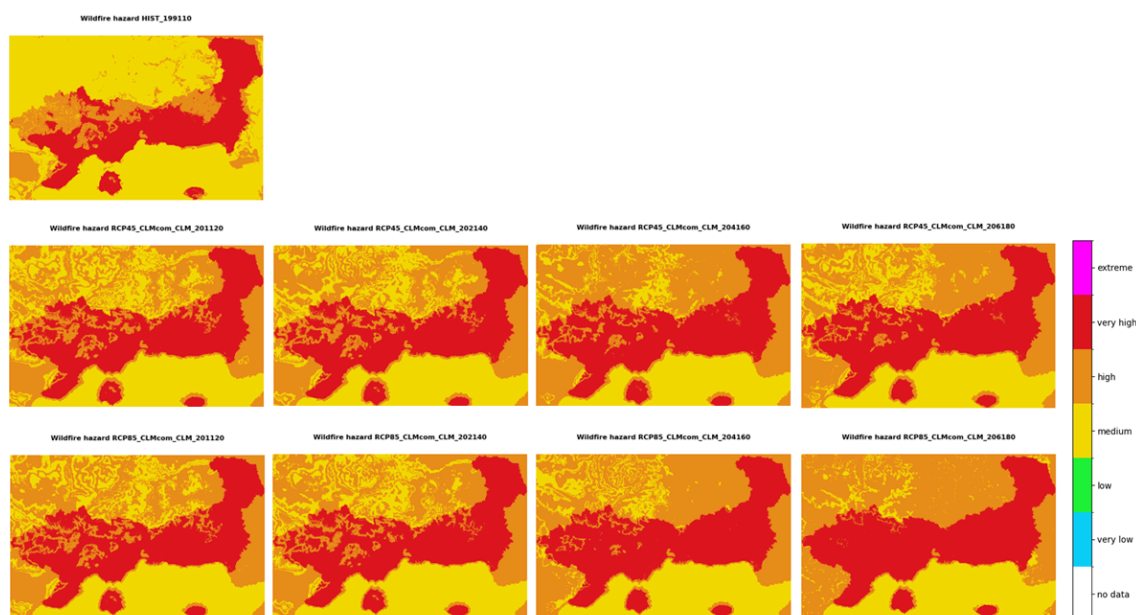 Wildfire hazard HIST_199110
Wildfire hazard RCP45_CLMcom_CLM_201120
Wildfire hazard RCP45_CLMcom_CLM_202140
Wildfire hazard RCP45_CLMcom_CLM_204160
Wildfire hazard RCP45_CLMcom_CLM_206180
extreme
very high
high
medium
low
very low
no data
Wildfire hazard RCP85_CLMcom_CLM_201120
Wildfire hazard RCP85_CLMcom_CLM_202140
Wildfire hazard RCP85_CLMcom_CLM_204160
Wildfire hazard RCP85_CLMcom_CLM_206180